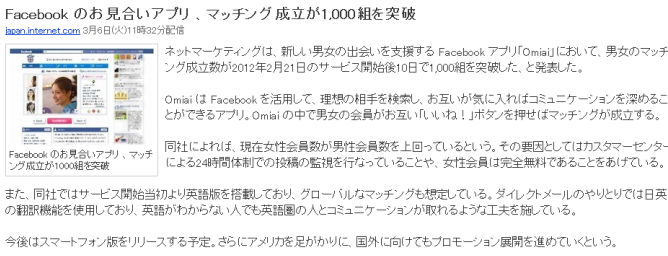 Facebook のお見合いアプリ 、マッチング成立が1,000組を突破
japan.internet.com 3月6日(火)11時32分配信
ネットマーケティングは、新しい男女の出会いを支援する Facebook アプリ「Omiai」において、男女のマッチ
ング成立数が2012年2月21日のサービス開始後10日で1,000組を突破した、と発表した。
Omiai は Facebook を活用して、理想の相手を検索し、お互いが気に入ればコミュニケーションを深めるこ
とができるアプリ。Omiai の中で男女の会員がお互い「いいね！」ボタンを押せばマッチングが成立する。
Facebook のお見合いアプリ 、マッチ
ング成立が1000組を突破
同社によれば、現在女性会員数が男性会員数を上回っているという。その要因としてはカスタマーセンター
による24時間体制での投稿の監視を行なっていることや、女性会員は完全無料であることをあげている。
また、同社ではサービス開始当初より英語版を搭載しており、グローバルなマッチングも想定している。ダイレクトメールのやりとりでは日英
の翻訳機能を使用しており、英語がわからない人でも英語圏の人とコミュニケーションが取れるような工夫を施している。
今後はスマートフォン版をリリースする予定。さらにアメリカを足がかりに、国外に向けてもプロモーション展開を進めていくという。